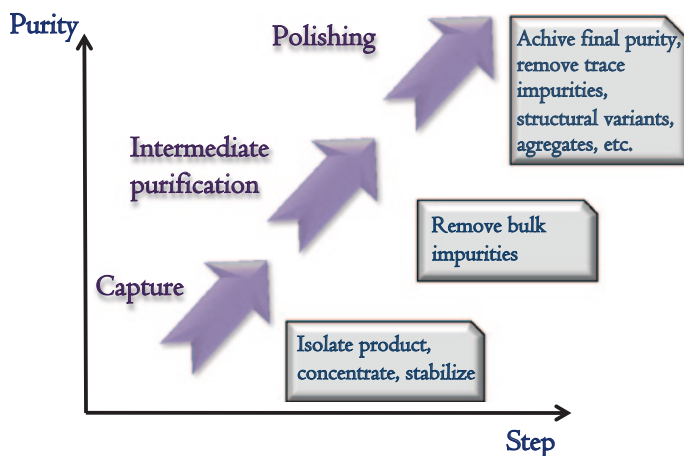 Purity
Polishing
Achive final purity,
remove trace
impurities,
structural variants,
agregates, etc.
Intermediate
purification
Remove bulk
impurities
Capture
Isolate product,
concentrate, stabilize
Step